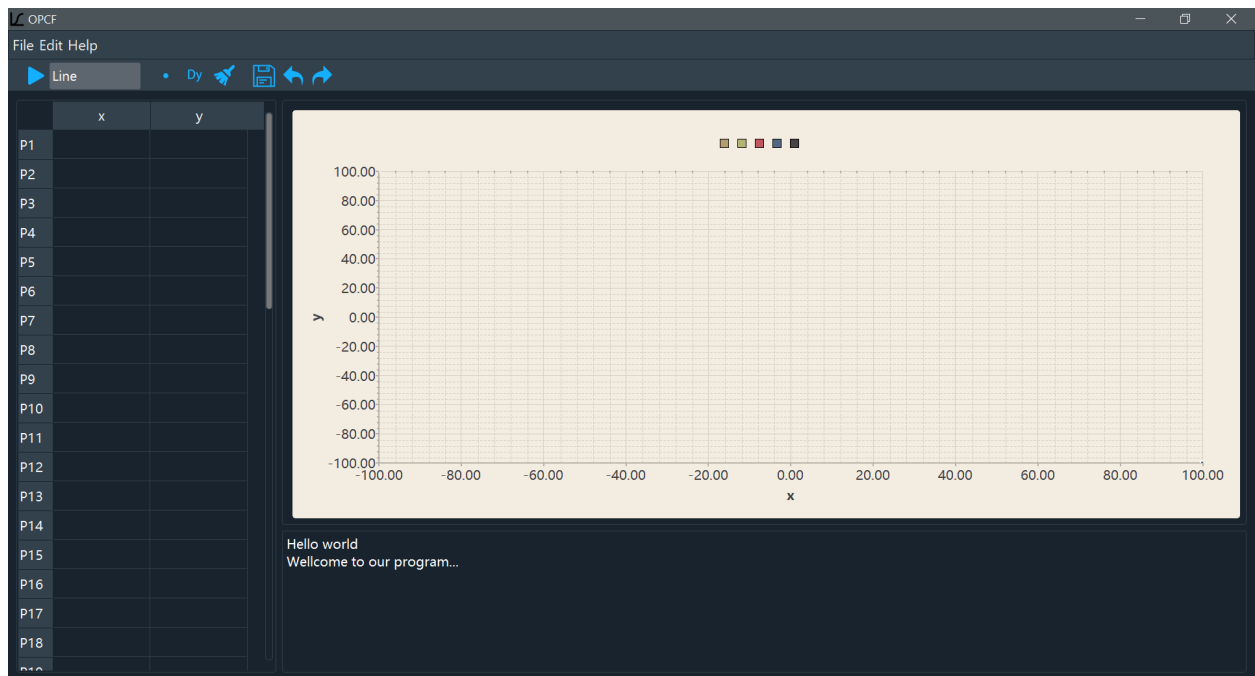 OPCF
File Edit Help
Line
Dy
x y
P1
P2
P3
P4
P5
P6
P7
P8
P9
P10
P11
P12
P13
P14
P15
P16
P17
P18
100.00
80.00
60.00
40.00
20.00
0.00
-20.00
-40.00
-60.00
-80.00
-100.00
y
-100.00 -80.00 -60.00 -40.00 -20.00 0.00 20.00 40.00 60.00 80.00 100.00
x
Hello world
Wellcome to our program...